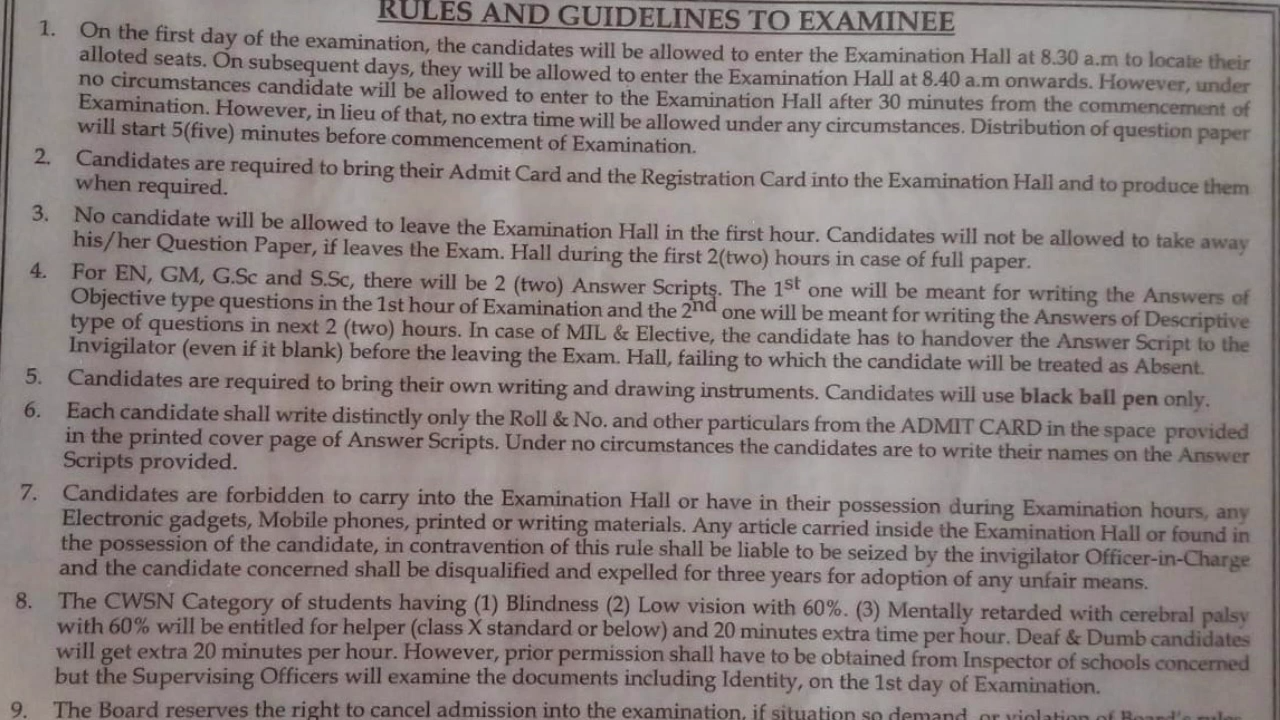 RULES AND GUIDELINES TO EXAMINEE
1. On the first day of the examination, the candidates will be allowed to enter the Examination Hall at 8.30 a.m to locate their
alloted seats. On subsequent days, they will be allowed to enter the Examination Hall at 8.40 a.m onwards. However, under
no circumstances candidate will be allowed to enter to the Examination Hall after 30 minutes from the commencement of
Examination. However, in lieu of that, no extra time will be allowed under any circumstances. Distribution of question paper
will start 5(five) minutes before commencement of Examination.
2. Candidates are required to bring their Admit Card and the Registration Card into the Examination Hall and to produce them
when required.
3. No candidate will be allowed to leave the Examination Hall in the first hour. Candidates will not be allowed to take away
his/her Question Paper, if leaves the Exam. Hall during the first 2(two) hours in case of full paper.
4. For EN, GM, G.Sc and S.Sc, there will be 2 (two) Answer Scripts. The 1st one will be meant for writing the Answers of
Objective type questions in the 1st hour of Examination and the 2nd one will be meant for writing the Answers of Descriptive
type of questions in next 2 (two) hours. In case of MIL & Elective, the candidate has to handover the Answer Script to the
Invigilator (even if it blank) before the leaving the Exam. Hall, failing to which the candidate will be treated as Absent.
5. Candidates are required to bring their own writing and drawing instruments. Candidates will use black ball pen only.
6. Each candidate shall write distinctly only the Roll & No. and other particulars from the ADMIT CARD in the space provided
in the printed cover page of Answer Scripts. Under no circumstances the candidates are to write their names on the Answer
Scripts provided.
7. Candidates are forbidden to carry into the Examination Hall or have in their possession during Examination hours, any
Electronic gadgets, Mobile phones, printed or writing materials. Any article carried inside the Examination Hall or found in
the possession of the candidate, in contravention of this rule shall be liable to be seized by the invigilator Officer-in-Charge
and the candidate concerned shall be disqualified and expelled for three years for adoption of any unfair means.
8. The CWSN Category of students having (1) Blindness (2) Low vision with 60%. (3) Mentally retarded with cerebral palsy
with 60% will be entitled for helper (class X standard or below) and 20 minutes extra time per hour. Deaf & Dumb candidates
will get extra 20 minutes per hour. However, prior permission shall have to be obtained from Inspector of schools concerned
but the Supervising Officers will examine the documents including Identity, on the 1st day of Examination.
9. The Board reserves the right to cancel admission into the examination, if situation so demand, or violation of Board's rules